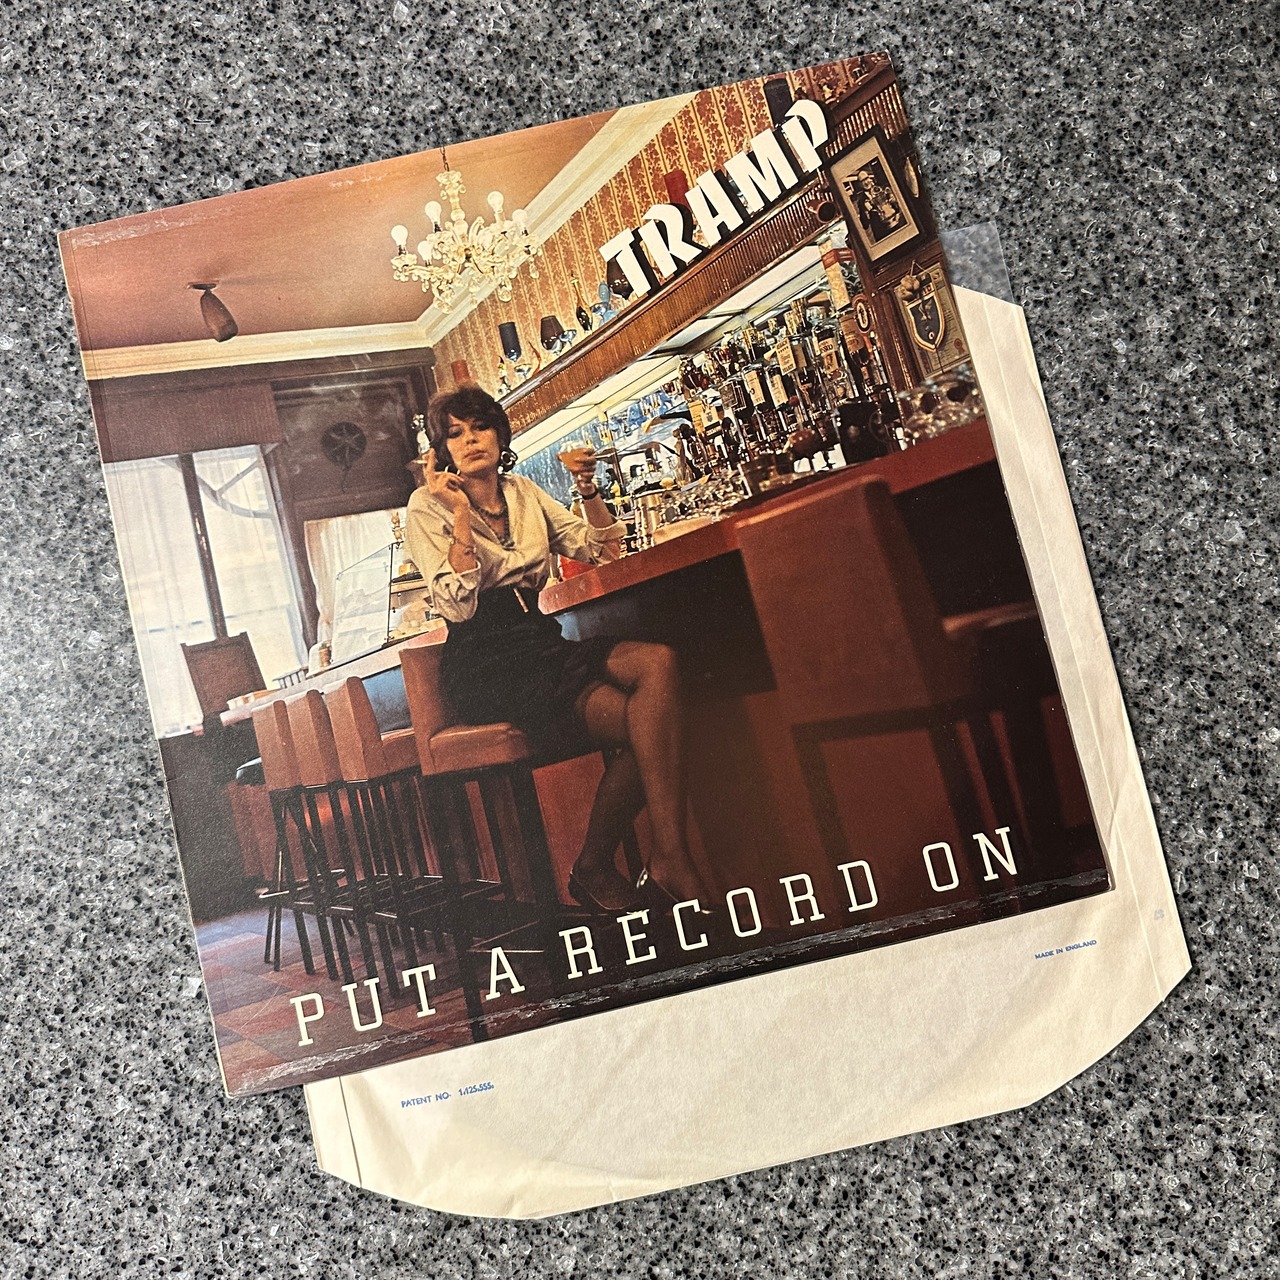 TRAMP
PUT A RECORD ON
MADE IN ENGLAND
PATENT NO. 1,125,555.